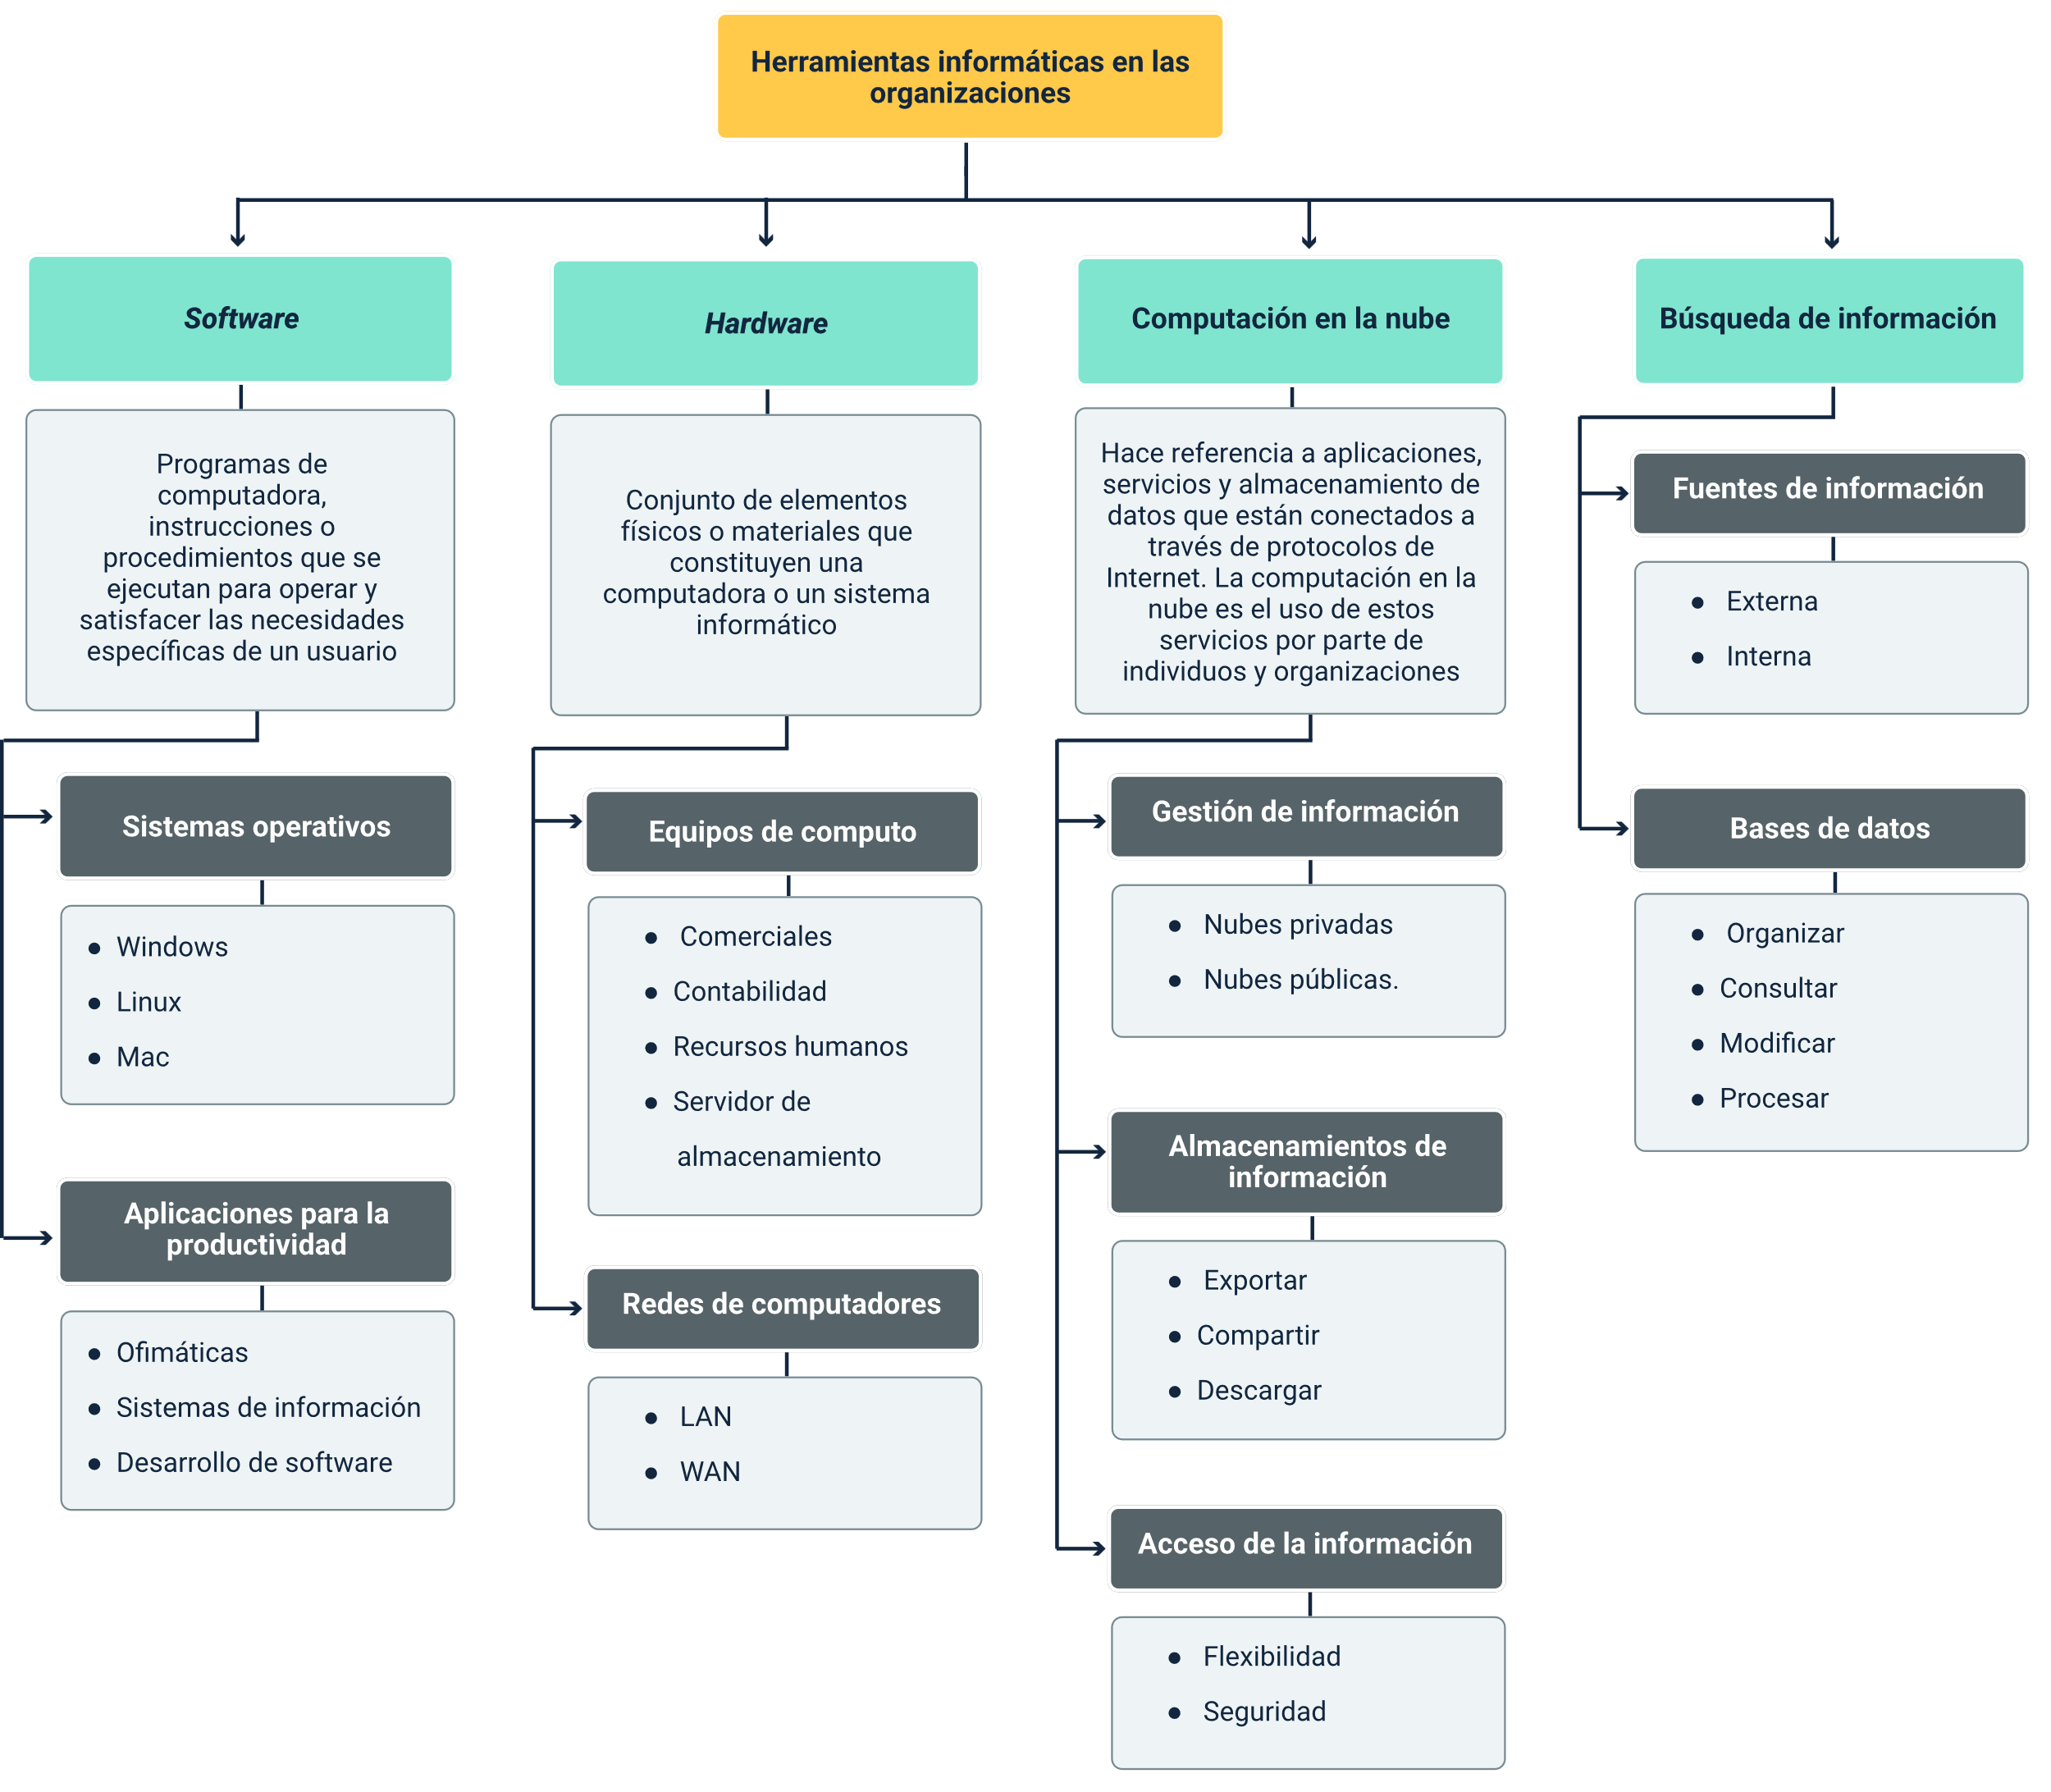 Herramientas informáticas en las
organizaciones
Software
Programas de
computadora,
instrucciones o
procedimientos que se
ejecutan para operar y
satisfacer las necesidades
específicas de un usuario
Sistemas operativos
● Windows
● Linux
● Mac
Aplicaciones para la
productividad
● Ofimáticas
● Sistemas de información
● Desarrollo de software
Hardware
Conjunto de elementos
físicos o materiales que
constituyen una
computadora o un sistema
informático
Equipos de computo
● Comerciales
● Contabilidad
● Recursos humanos
● Servidor de
almacenamiento
Redes de computadores
● LAN
● WAN
Computación en la nube
Hace referencia a aplicaciones,
servicios y almacenamiento de
datos que están conectados a
través de protocolos de
Internet. La computación en la
nube es el uso de estos
servicios por parte de
individuos y organizaciones
Gestión de información
● Nubes privadas
● Nubes públicas.
Almacenamientos de
información
● Exportar
● Compartir
● Descargar
Acceso de la información
● Flexibilidad
● Seguridad
Búsqueda de información
Fuentes de información
● Externa
● Interna
Bases de datos
● Organizar
● Consultar
● Modificar
● Procesar